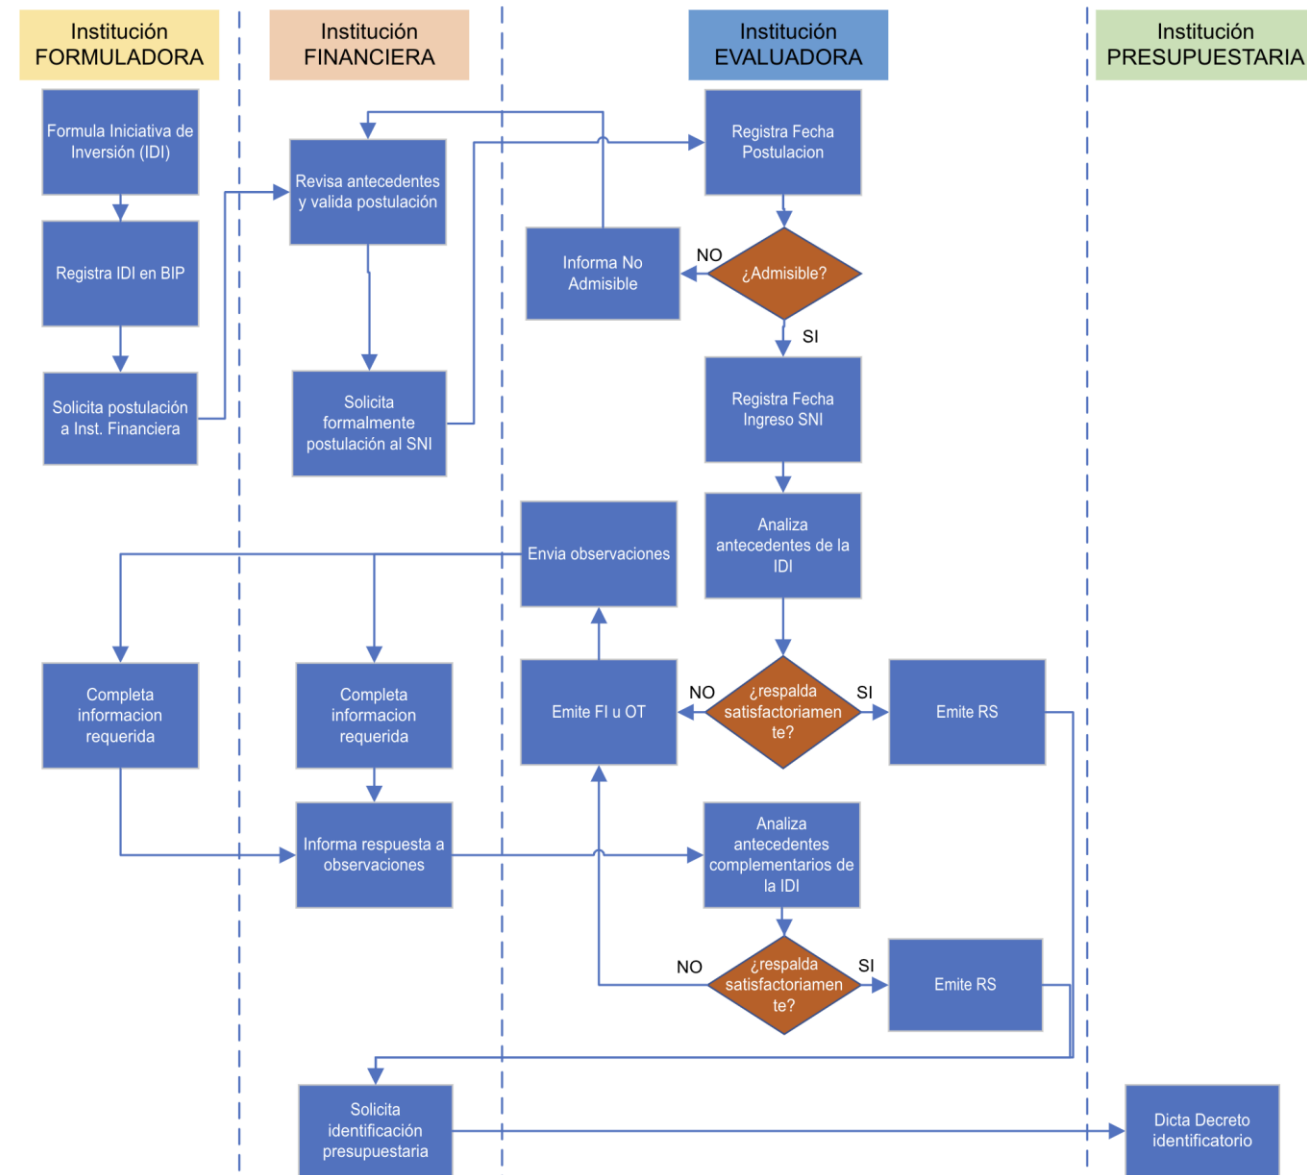 Institución
FORMULADORA
Institución
FINANCIERA
Institución
EVALUADORA
Institución
PRESUPUESTARIA
Formula Iniciativa de
Inversión (IDI)
Revisa antecedentes
y valida postulación
Registra Fecha
Postulacion
Registra IDI en BIP
Informa No
Admisible
NO
¿Admisible?
SI
Solicita postulación
a Inst. Financiera
Solicita
formalmente
postulación al SNI
Registra Fecha
Ingreso SNI
Envia observaciones
Analiza
antecedentes de la
IDI
Completa
informacion
requerida
Completa
informacion
requerida
Emite FI u OT
NO
¿respalda
satisfactoriamen
te?
SI
Emite RS
Informa respuesta a
observaciones
Analiza
antecedentes
complementarios de
la IDI
NO
¿respalda
satisfactoriamen
te?
SI
Emite RS
Solicita
identificación
presupuestaria
Dicta Decreto
identificatorio